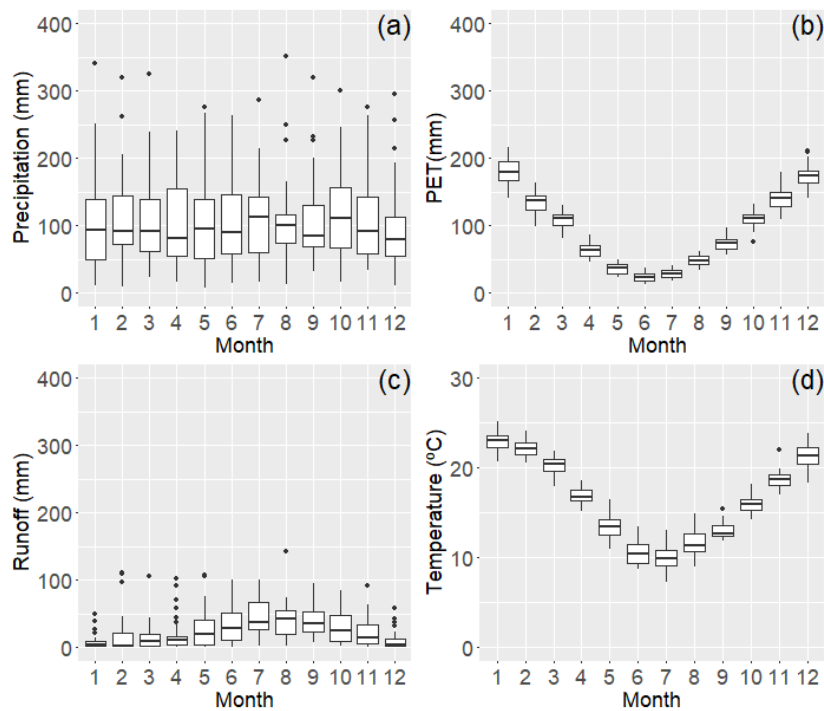 (a)
Precipitation (mm)
400
300
200
100
0
1 2 3 4 5 6 7 8 9 10 11 12
Month
(b)
PET(mm)
400
300
200
100
0
1 2 3 4 5 6 7 8 9 10 11 12
Month
(c)
Runoff (mm)
400
300
200
100
0
1 2 3 4 5 6 7 8 9 10 11 12
Month
(d)
Temperature (ºC)
30
20
10
0
1 2 3 4 5 6 7 8 9 10 11 12
Month